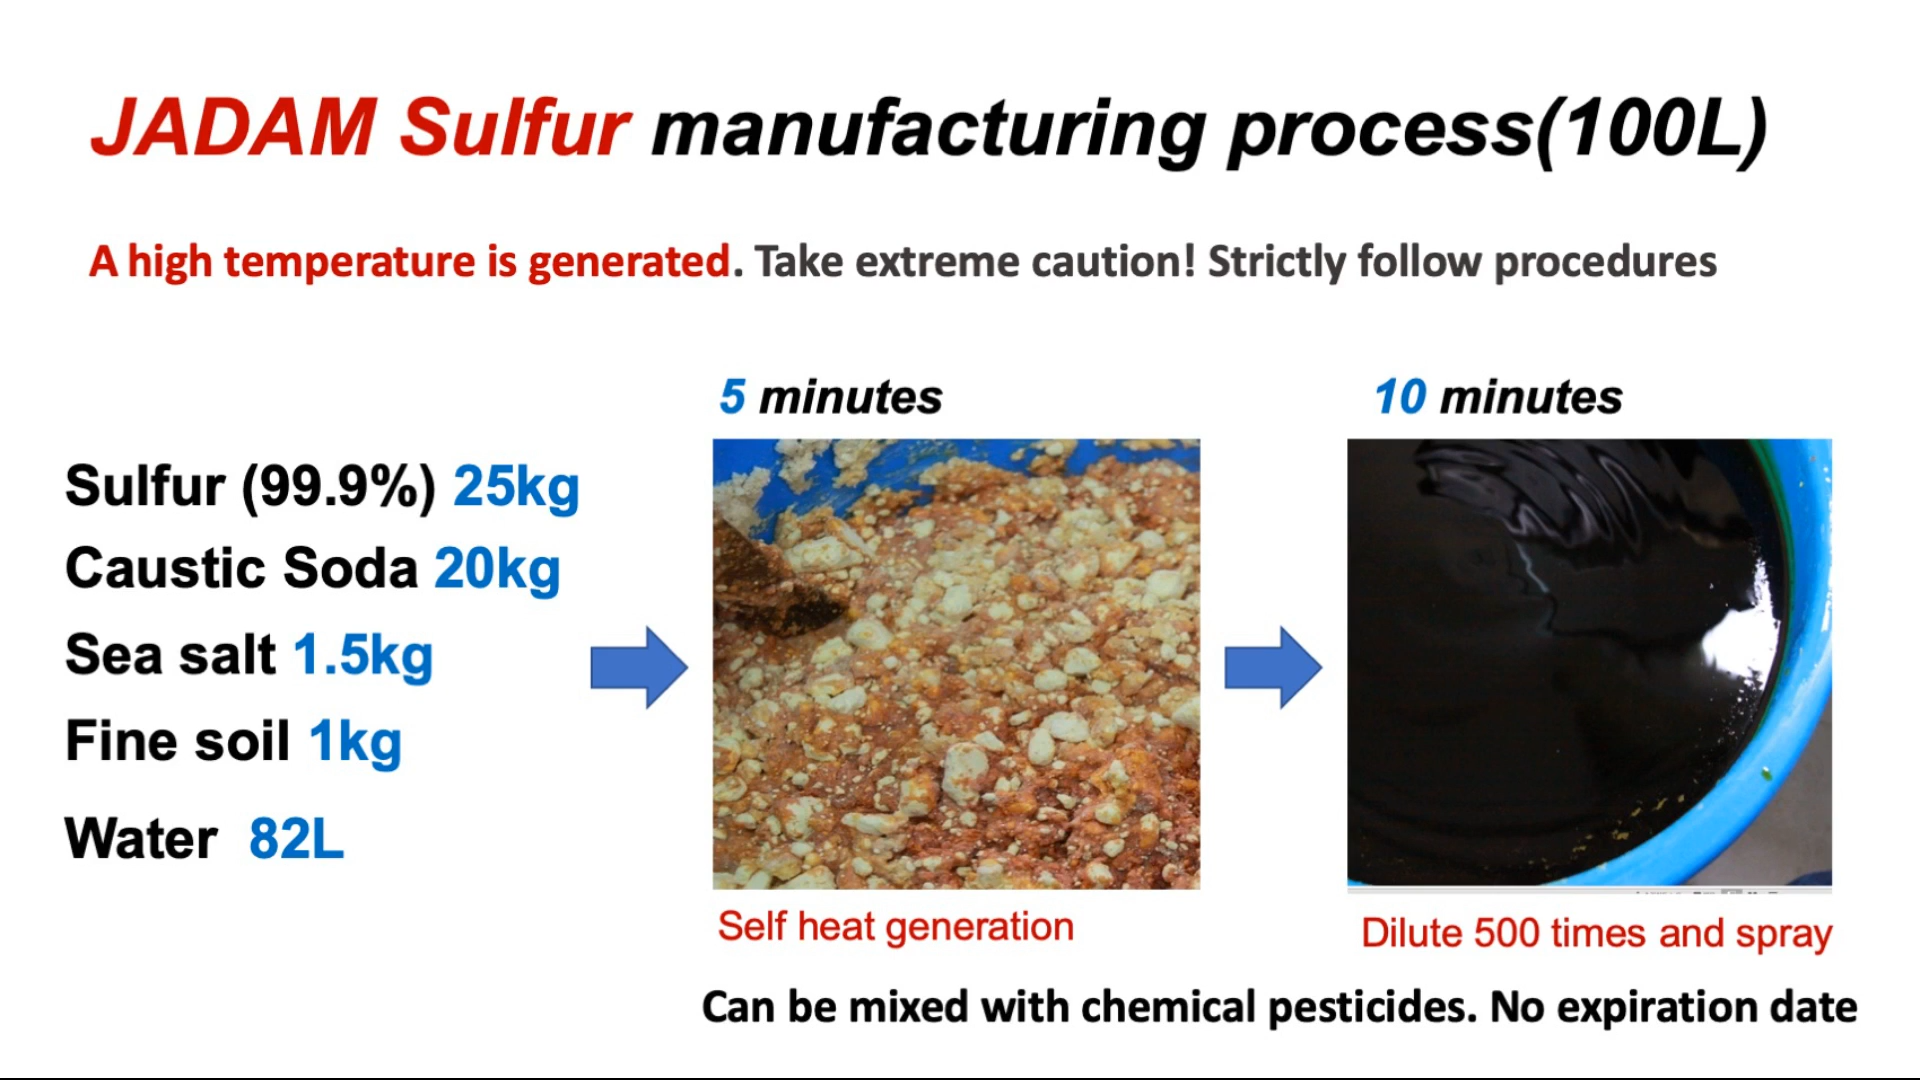 JADAM Sulfur manufacturing process(100L)
A high temperature is generated. Take extreme caution! Strictly follow procedures
5 minutes
10 minutes
Sulfur (99.9%) 25kg
Caustic Soda 20kg
Sea salt 1.5kg
Fine soil 1kg
Water 82L
Self heat generation
Dilute 500 times and spray
Can be mixed with chemical pesticides. No expiration date